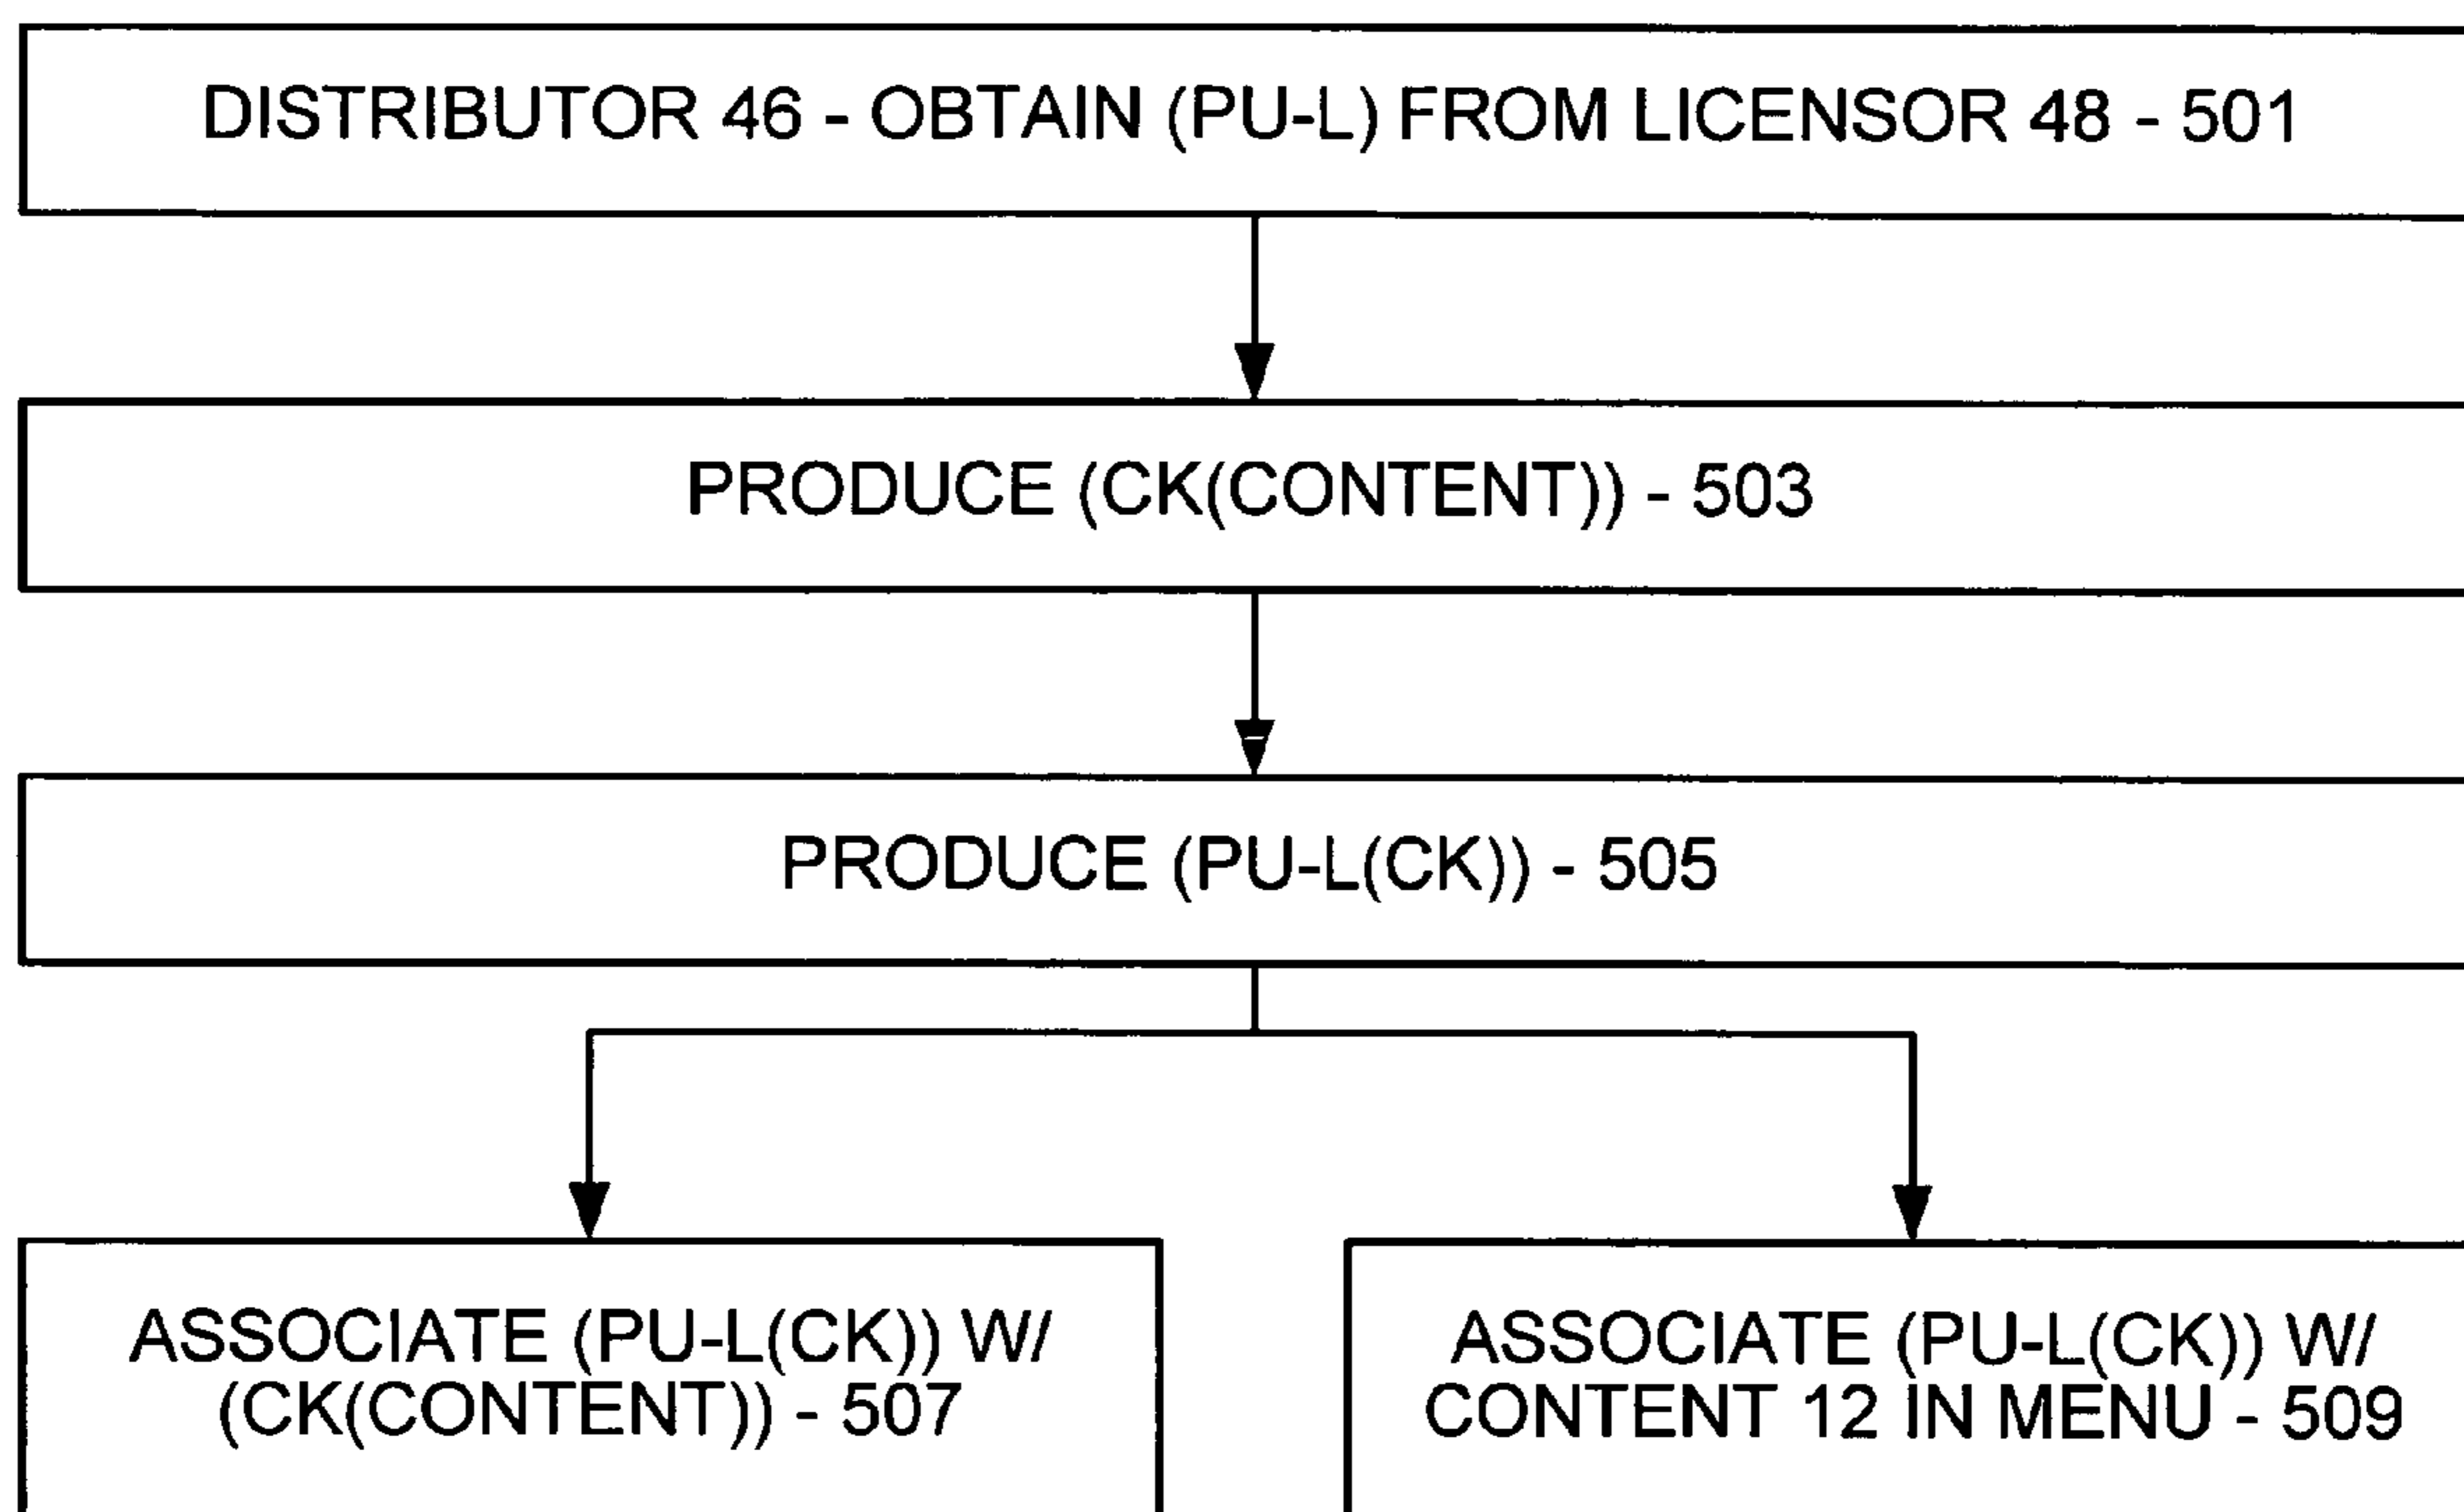 DISTRIBUTOR 46 - OBTAIN (PU-L) FROM LICENSOR 48 - 501
PRODUCE (CK(CONTENT)) - 503
PRODUCE (PU-L(CK)) - 505
ASSOCIATE (PU-L(CK)) W/
(CK(CONTENT)) - 507
ASSOCIATE (PU-L(CK)) W/
CONTENT 12 IN MENU - 509